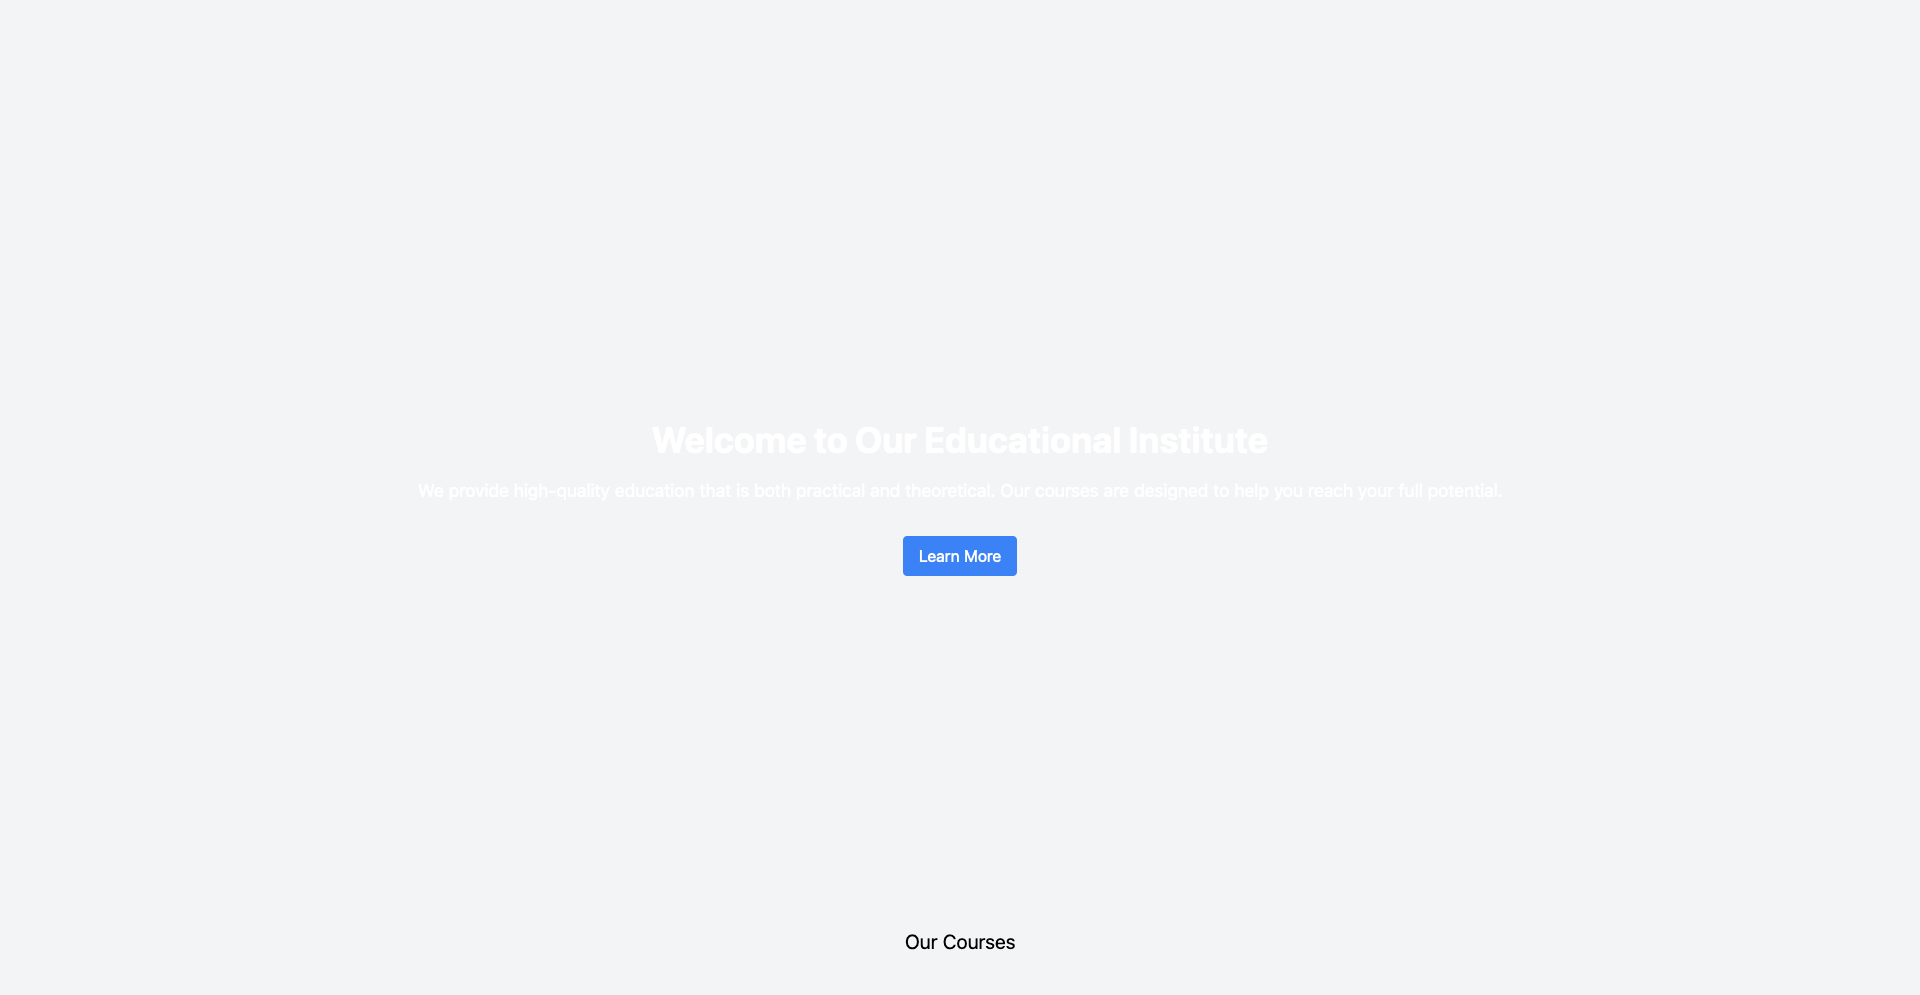 Welcome to Our Educational Institute
We provide high-quality education that is both practical and theoretical. Our courses are designed to help you reach your full potential.
Learn More
Our Courses